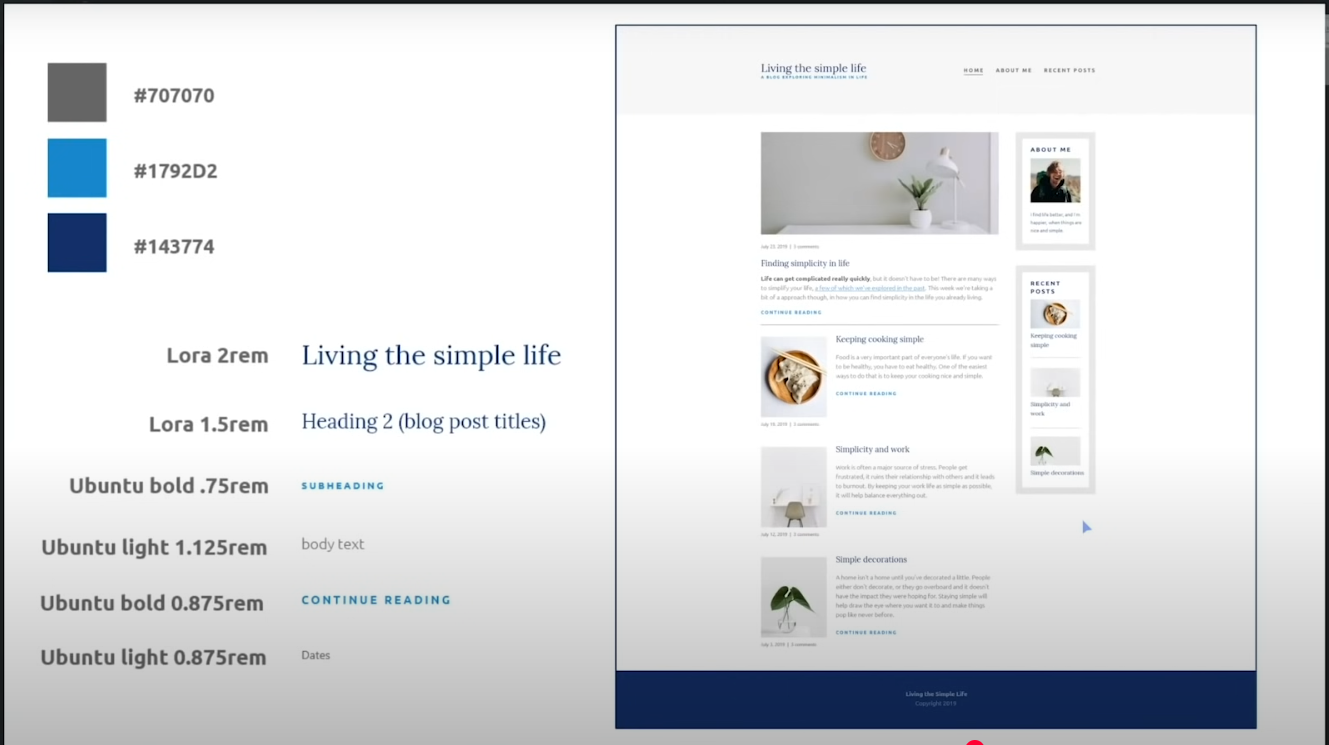 #707070
#1792D2
#143774
Lora 2rem
Living the simple life
Lora 1.5rem
Heading 2 (blog post titles)
Ubuntu bold .75rem
SUBHEADING
Ubuntu light 1.125rem
body text
Ubuntu bold 0.875rem
CONTINUE READING
Ubuntu light 0.875rem
Dates
Living the simple life
A BLOG EXPLORING MINIMALISM IN LIFE
HOME
ABOUT ME
RECENT POSTS
July 23, 2019 | 3 comments
Finding simplicity in life
Life can get complicated really quickly, but it doesn't have to be! There are many ways
to simplify your life, a few of which we've explored in the past. This week we're taking a
bit of a approach though, in how you can find simplicity in the life you already living.
CONTINUE READING
Keeping cooking simple
Food is a very important part of everyone's life. If you want
to be healthy, you have to eat healthy. One of the easiest
ways to do that is to keep your cooking nice and simple.
CONTINUE READING
July 19, 2019 | 3 comments
Simplicity and work
Work is often a major source of stress. People get
frustrated, it ruins their relationship with others and it leads
to burnout. By keeping your work life as simple as possible,
it will help balance everything out.
CONTINUE READING
July 12, 2019 | 3 comments
Simple decorations
A home isn't a home until you've decorated a little. People
either don't decorate, or they go overboard and it doesn't
have the impact they were hoping for. Staying simple will
help draw the eye where you want it to and make things
pop like never before.
CONTINUE READING
July 3, 2019 | 3 comments
ABOUT ME
I find life better, and I'm
happier, when things are
nice and simple.
RECENT
POSTS
Keeping cooking
simple
Simplicity and
work
Simple decorations
Living the Simple Life
Copyright 2019